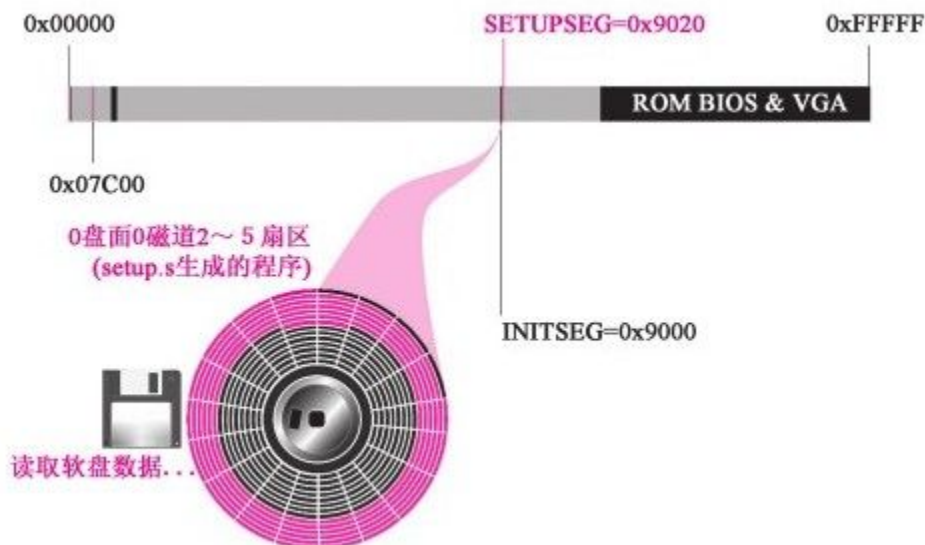 0x00000
SETUPSEG=0x9020
0xFFFFF
ROM BIOS & VGA
0x07C00
0盘面0磁道2～5扇区
(setup.s生成的程序)
INITSEG=0x9000
读取软盘数据...